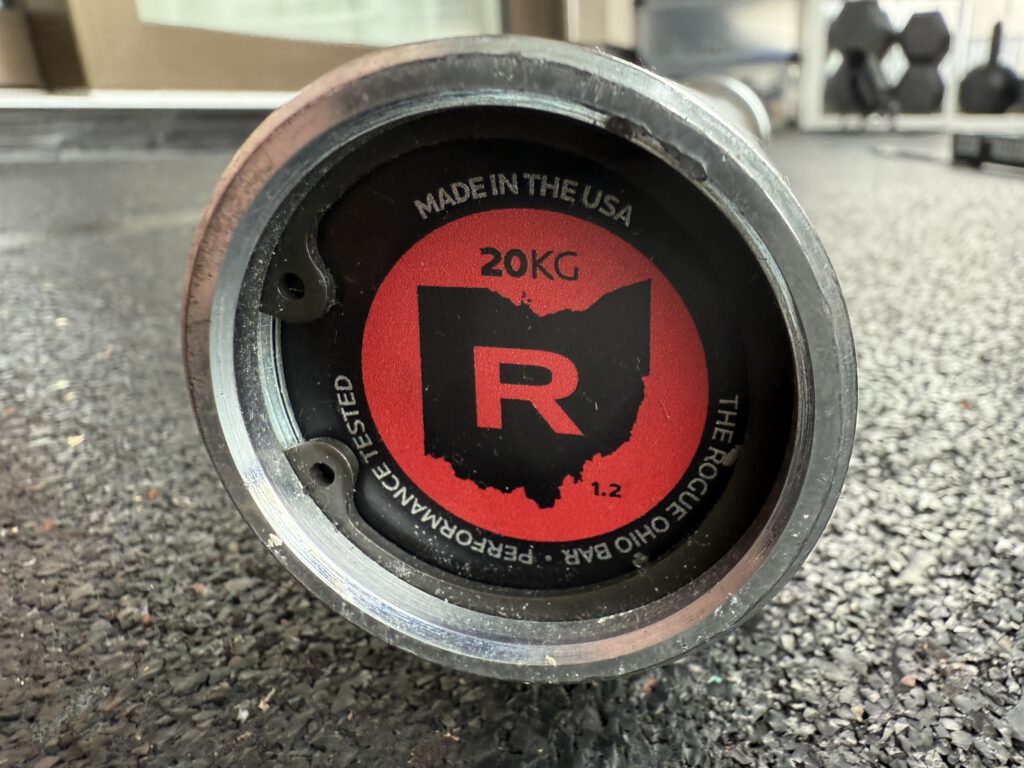 MADE IN THE USA
20KG
R
1.2
THE ROGUE OHIO BAR • PERFORMANCE TESTED